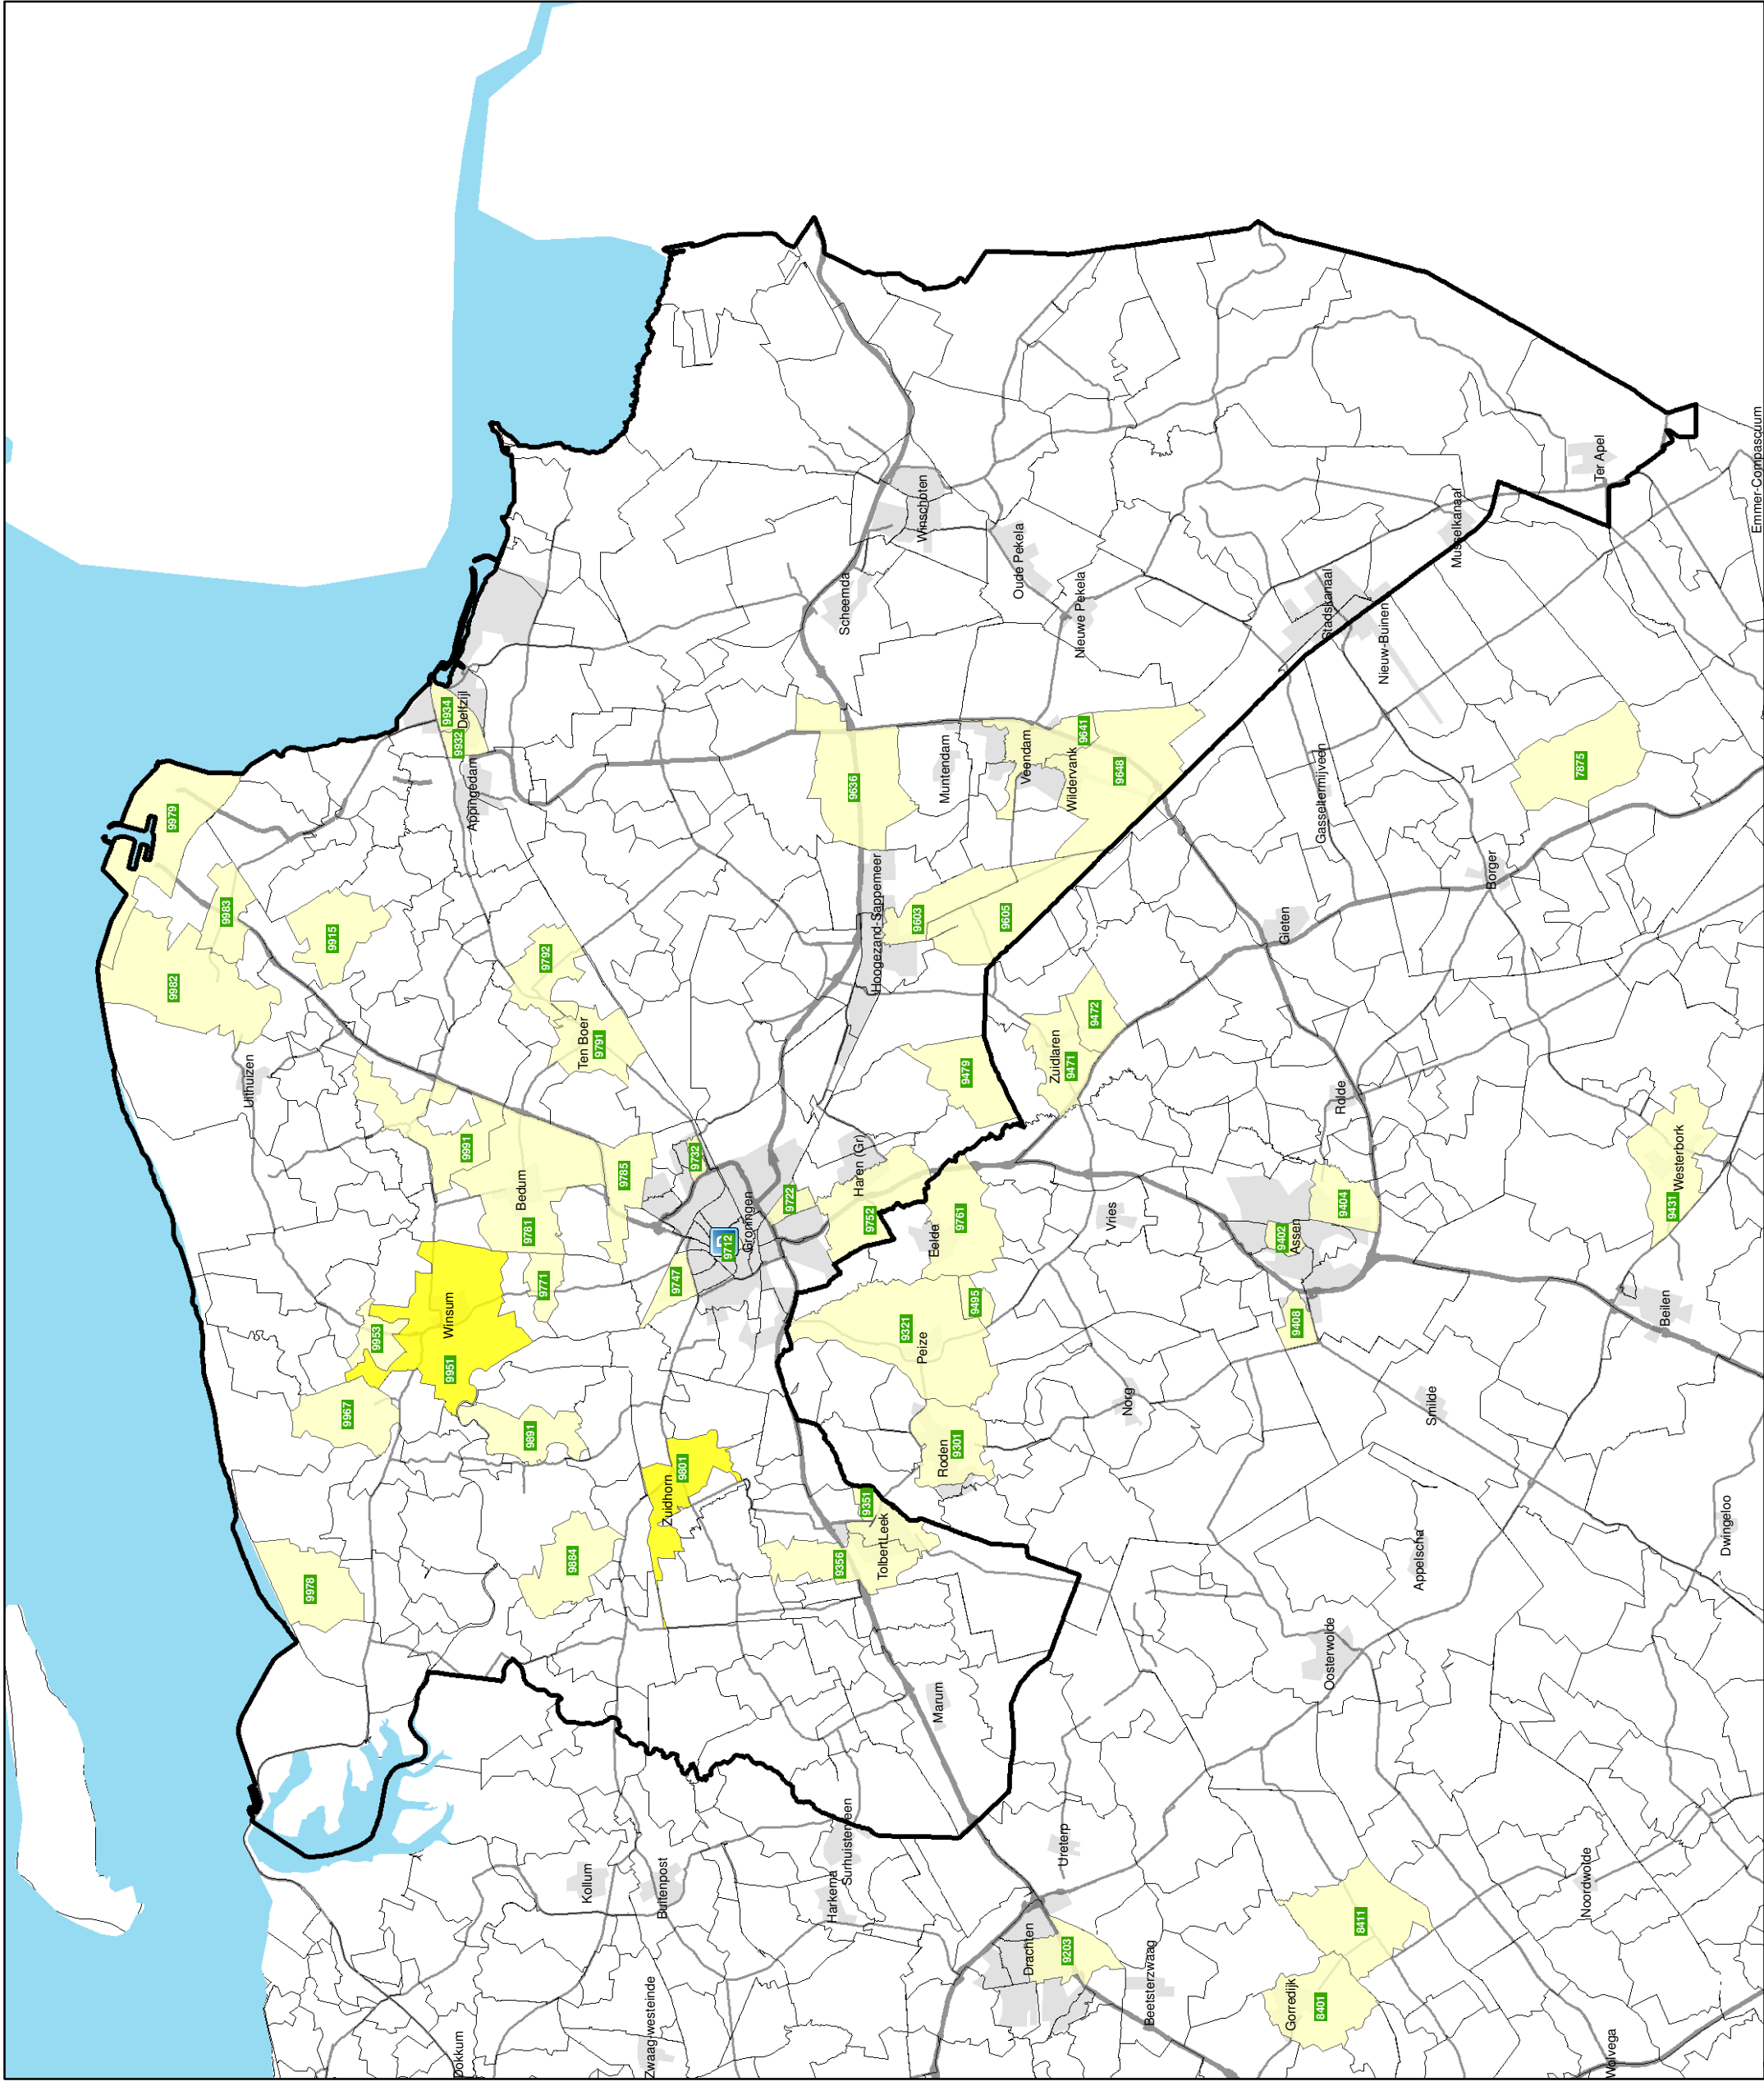 9979
9983
9982
9915
Uithuizen
9978
9967
9953
9934
Delfzijl
9932
Appingedam
9991
Winsum
9951
Bedum
9781
9771
9792
Ten Boer
9791
9891
9884
9785
9732
9747
9712
Groningen
9722
9801
Zuidhorn
Kollum
Buitenpost
Dokkum
Zwaag-westeinde
Scheemda
Winschoten
Oude Pekela
Nieuwe Pekela
9636
Muntendam
Veendam
9641
Wildervank
9648
Hoogezand-Sappemeer
9603
9605
9479
Zuidlaren
9471
9472
Haren (Gr)
9752
Eelde
9761
9495
9321
Peize
Roden
9301
9351
Leek
Tolbert
9356
Marum
Surhuisterveen
Harkema
Ureterp
Drachten
9203
Beetsterzwaag
Vries
Norg
Stadskanaal
Musselkanaal
Nieuw-Buinen
Ter Apel
Emmer-Compascuum
Gasselternijveen
7875
Borger
Gieten
Rolde
9404
9402
Assen
9408
Westerbork
9431
Beilen
Smilde
Appelscha
Dwingeloo
Oosterwolde
8411
Gorredijk
8401
Noordwolde
Wolvega